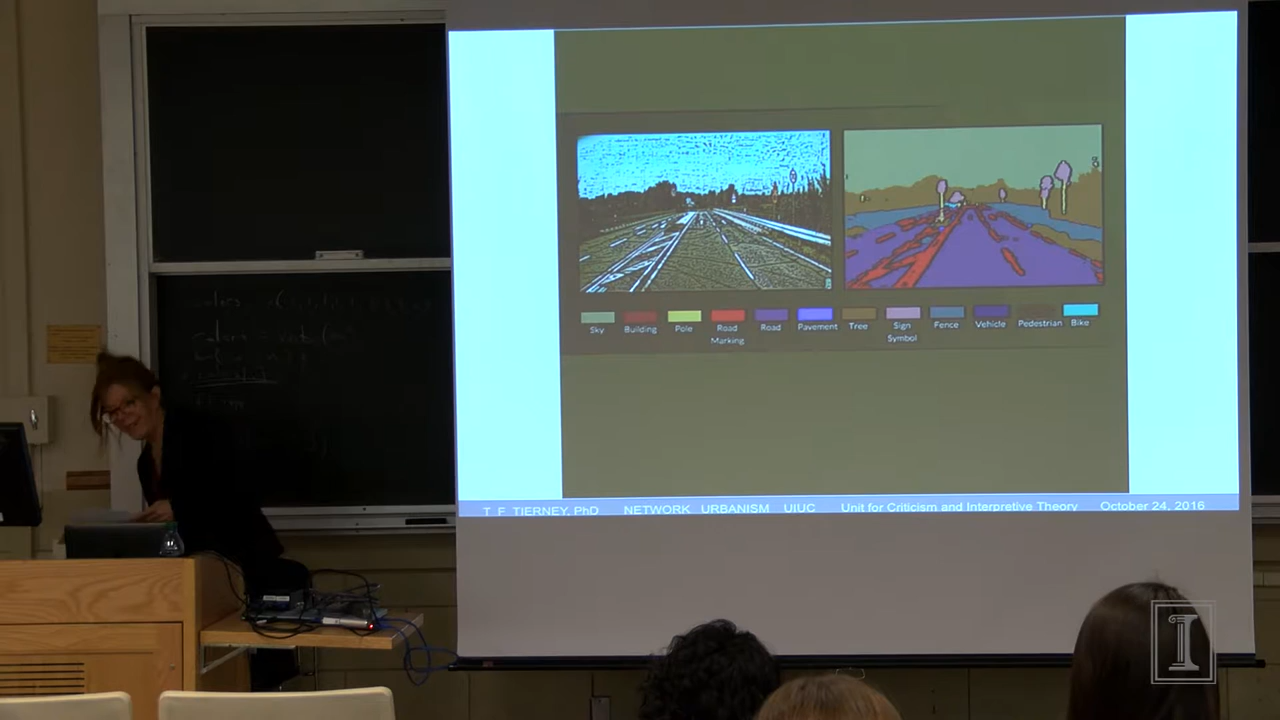 Sky Building Pole Road Marking Road Pavement Tree Sign Symbol Fence Vehicle Pedestrian Bike
T F TIERNEY, PhD NETWORK URBANISM UIUC Unit for Criticism and Interpretive Theory October 24, 2016
I